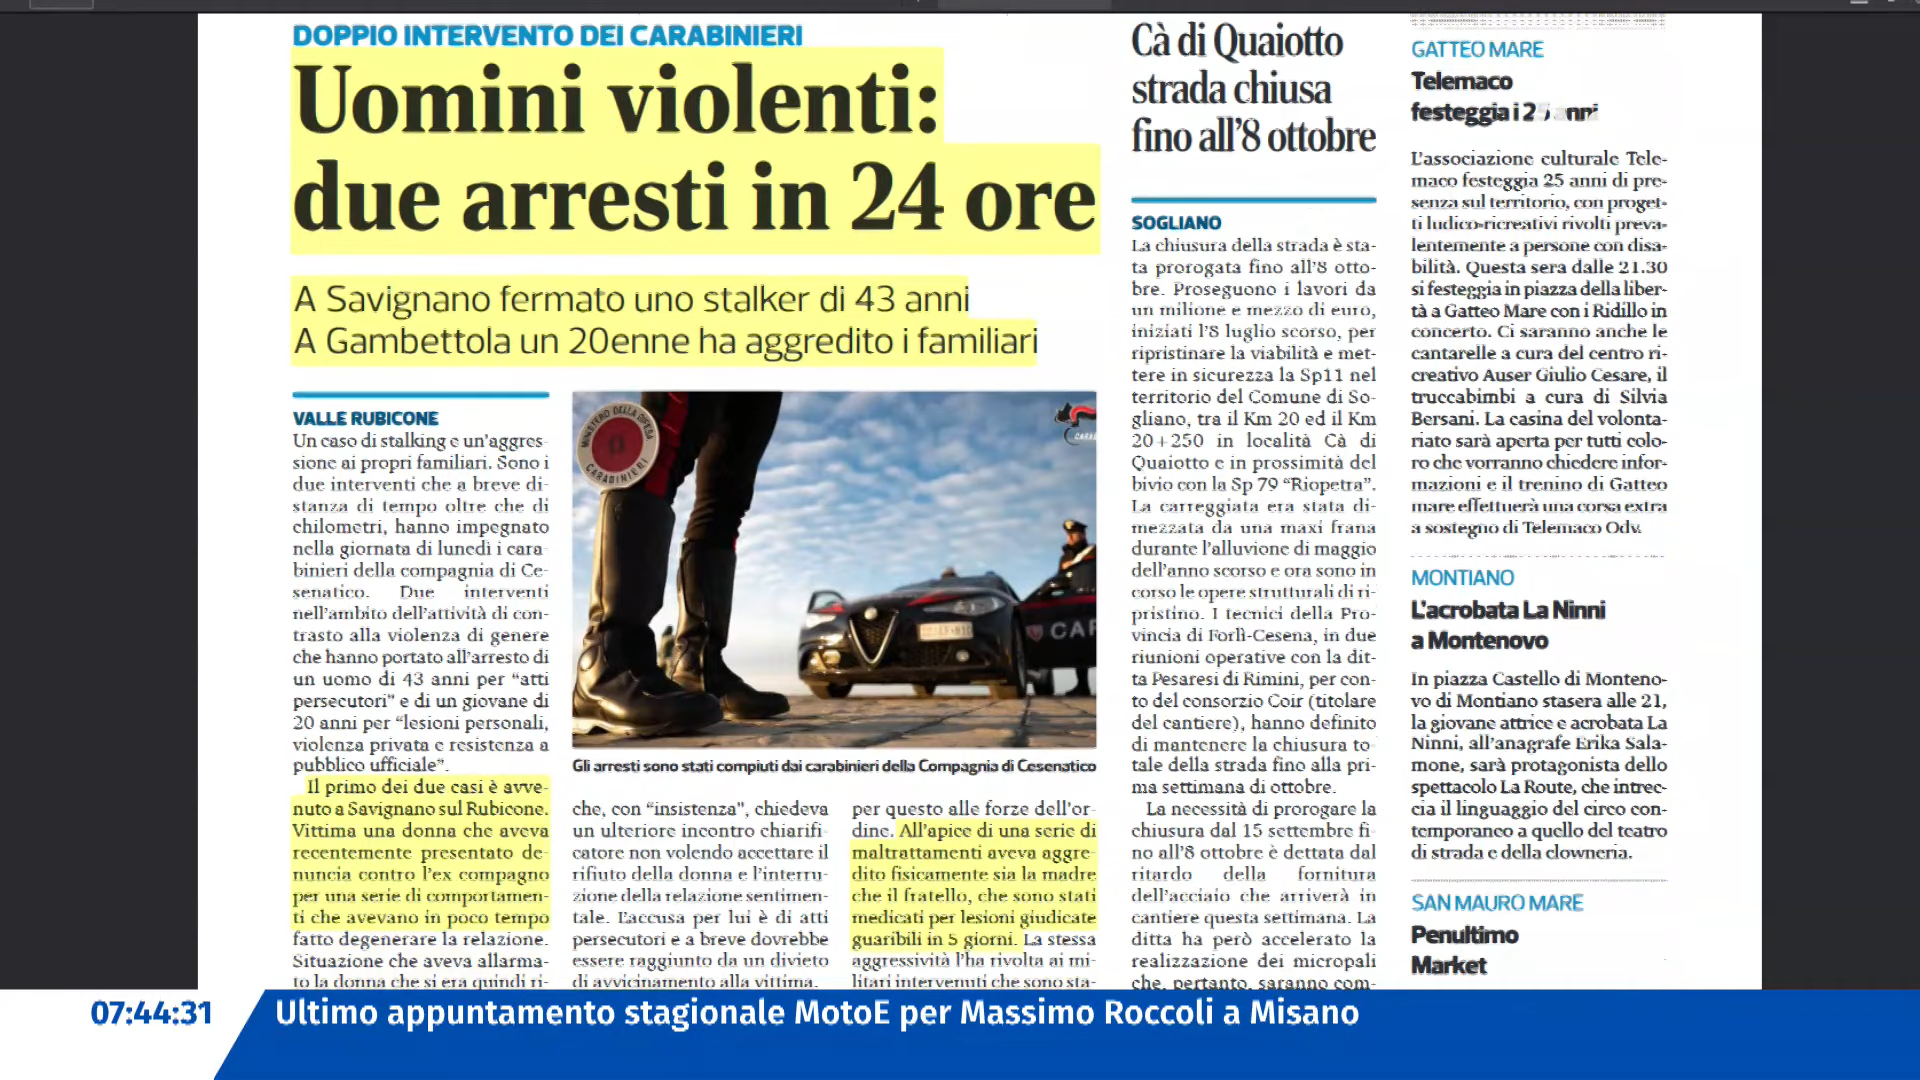 DOPPIO INTERVENTO DEI CARABINIERI
Uomini violenti:
due arresti in 24 ore
A Savignano fermato uno stalker di 43 anni
A Gambettola un 20enne ha aggredito i familiari
VALLE RUBICONE
Un caso di stalking e un'aggres-
sione ai propri familiari. Sono i
due interventi che a breve di-
stanza di tempo oltre che di
chilometri, hanno impegnato
nella giornata di lunedì i cara-
binieri della compagnia di Ce-
senatico. Due interventi
nell'ambito dell'attività di con-
trasto alla violenza di genere
che hanno portato all'arresto di
un uomo di 43 anni per “atti
persecutori” e di un giovane di
20 anni per “lesioni personali,
violenza privata e resistenza a
pubblico ufficiale”.
Il primo dei due casi è avve-
nuto a Savignano sul Rubicone.
Vittima una donna che aveva
recentemente presentato de-
nuncia contro l'ex compagno
per una serie di comportamen-
ti che avevano in poco tempo
fatto degenerare la relazione.
Situazione che aveva allarma-
to la donna che si era quindi ri-
MINISTERO DELLA DIFESA
CARABINIERI
Gli arresti sono stati compiuti dai carabinieri della Compagnia di Cesenatico
che, con “insistenza”, chiedeva
un ulteriore incontro chiarifi-
catore non volendo accettare il
rifiuto della donna e l'interru-
zione della relazione sentimen-
tale. L'accusa per lui è di atti
persecutori e a breve dovrebbe
essere raggiunto da un divieto
di avvicinamento alla vittima.
per questo alle forze dell'or-
dine. All'apice di una serie di
maltrattamenti aveva aggre-
dito fisicamente sia la madre
che il fratello, che sono stati
medicati per lesioni giudicate
guaribili in 5 giorni. La stessa
aggressività l'ha rivolta ai mi-
litari intervenuti che sono sta-
Cà di Quaiotto
strada chiusa
fino all'8 ottobre
SOGLIANO
La chiusura della strada è sta-
ta prorogata fino all'8 otto-
bre. Proseguono i lavori da
un milione e mezzo di euro,
iniziati l'8 luglio scorso, per
ripristinare la viabilità e met-
tere in sicurezza la Sp11 nel
territorio del Comune di So-
gliano, tra il Km 20 ed il Km
20+250 in località Cà di
Quaiotto e in prossimità del
bivio con la Sp 79 “Riopetra”.
La carreggiata era stata di-
mezzata da una maxi frana
durante l'alluvione di maggio
dell'anno scorso e ora sono in
corso le opere strutturali di ri-
pristino. I tecnici della Pro-
vincia di Forlì-Cesena, in due
riunioni operative con la dit-
ta Pesaresi di Rimini, per con-
to del consorzio Coir (titolare
del cantiere), hanno definito
di mantenere la chiusura to-
tale della strada fino alla pri-
ma settimana di ottobre.
La necessità di prorogare la
chiusura dal 15 settembre fi-
no all'8 ottobre è dettata dal
ritardo della fornitura
dell'acciaio che arriverà in
cantiere questa settimana. La
ditta ha però accelerato la
realizzazione dei micropali
che, pertanto, saranno com-
GATTEO MARE
Telemaco
festeggia i 25 anni
L'associazione culturale Tele-
maco festeggia 25 anni di pre-
senza sul territorio, con proget-
ti ludico-ricreativi rivolti preva-
lentemente a persone con disa-
bilità. Questa sera dalle 21.30
si festeggia in piazza della liber-
tà a Gatteo Mare con i Ridillo in
concerto. Ci saranno anche le
cantarelle a cura del centro ri-
creativo Auser Giulio Cesare, il
truccabimbi a cura di Silvia
Bersani. La casina del volonta-
riato sarà aperta per tutti colo-
ro che vorranno chiedere infor-
mazioni e il trenino di Gatteo
mare effettuerà una corsa extra
a sostegno di Telemaco Odv.
MONTIANO
L'acrobata La Ninni
a Montenovo
In piazza Castello di Monteno-
vo di Montiano stasera alle 21,
la giovane attrice e acrobata La
Ninni, all'anagrafe Erika Sala-
mone, sarà protagonista dello
spettacolo La Route, che intrec-
cia il linguaggio del circo con-
temporaneo a quello del teatro
di strada e della clowneria.
SAN MAURO MARE
Penultimo
Market
07:44:31
Ultimo appuntamento stagionale MotoE per Massimo Roccoli a Misano